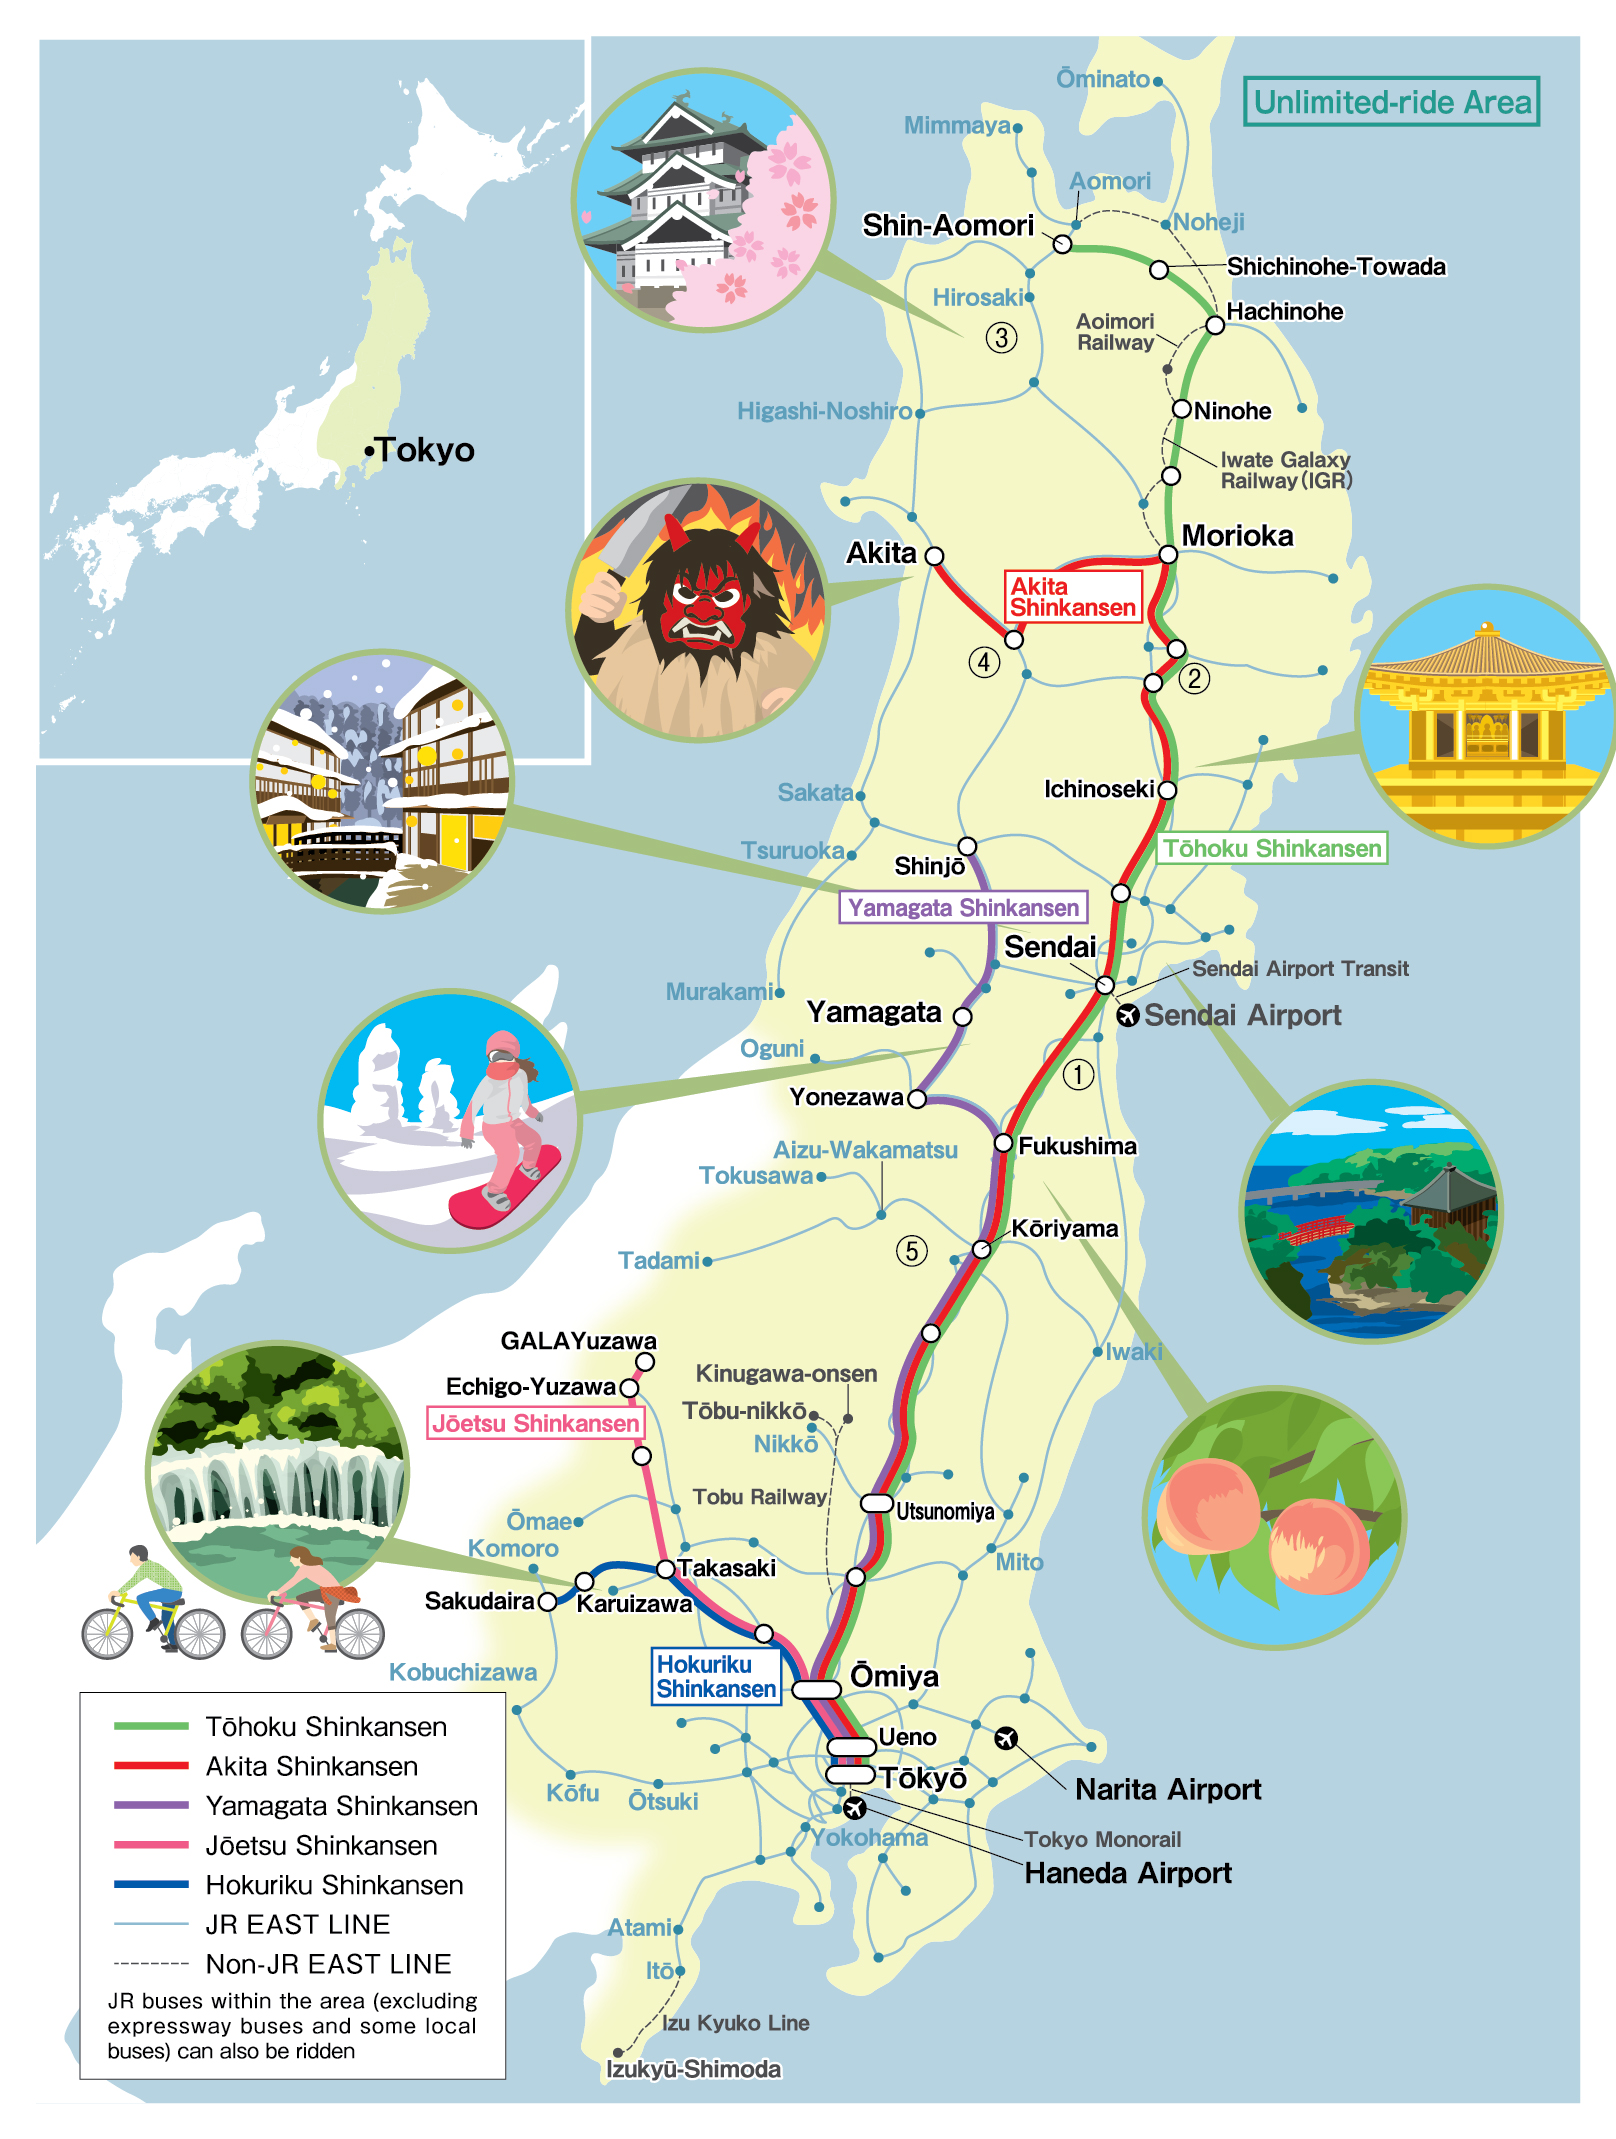 Unlimited-ride Area
Ōminato
Mimmaya
Aomori
Shin-Aomori
Noheji
Shichinohe-Towada
Hirosaki
Hachinohe
Aoimori
Railway
③
Higashi-Noshiro
Ninohe
•Tokyo
Iwate Galaxy
Railway (IGR)
Morioka
Akita
Akita
Shinkansen
④
②
Sakata
Ichinoseki
Tsuruoka
Shinjō
Tōhoku Shinkansen
Yamagata Shinkansen
Sendai
Sendai Airport Transit
Murakami
Yamagata
Sendai Airport
Oguni
①
Yonezawa
Aizu-Wakamatsu
Fukushima
Tokusawa
Kōriyama
⑤
Tadami
GALAYuzawa
Iwaki
Kinugawa-onsen
Echigo-Yuzawa
Tōbu-nikkō
Jōetsu Shinkansen
Nikkō
Tobu Railway
Utsunomiya
Ōmae
Komoro
Mito
Takasaki
Sakudaira
Karuizawa
Kobuchizawa
Hokuriku
Shinkansen
Ōmiya
Ueno
Tōkyō
Narita Airport
Kōfu
Ōtsuki
Yokohama
Tokyo Monorail
Haneda Airport
Atami
Itō
Izu Kyuko Line
Izukyū-Shimoda
Tōhoku Shinkansen
Akita Shinkansen
Yamagata Shinkansen
Jōetsu Shinkansen
Hokuriku Shinkansen
JR EAST LINE
Non-JR EAST LINE
JR buses within the area (excluding
expressway buses and some local
buses) can also be ridden